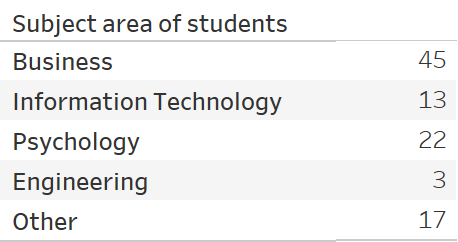 Subject area of students
Business 45
Information Technology 13
Psychology 22
Engineering 3
Other 17